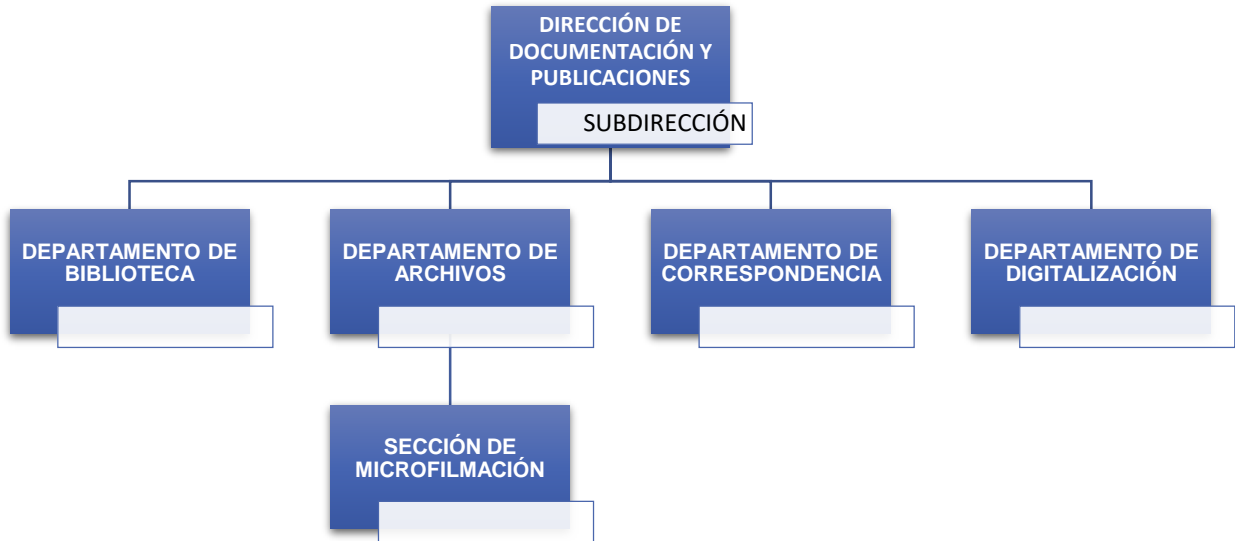 DIRECCIÓN DE
DOCUMENTACIÓN Y
PUBLICACIONES
SUBDIRECCIÓN
DEPARTAMENTO DE
BIBLIOTECA
DEPARTAMENTO DE
ARCHIVOS
DEPARTAMENTO DE
CORRESPONDENCIA
DEPARTAMENTO DE
DIGITALIZACIÓN
SECCIÓN DE
MICROFILMACIÓN